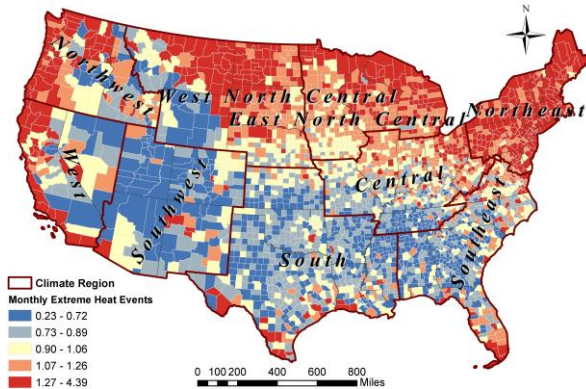 N
Northwest
West North Central
East North Central
Northeast
West
Southwest
Central
South
Southeast
Climate Region
Monthly Extreme Heat Events
0.23 - 0.72
0.73 - 0.89
0.90 - 1.06
1.07 - 1.26
1.27 - 4.39
0 100 200 400 600 800
Miles